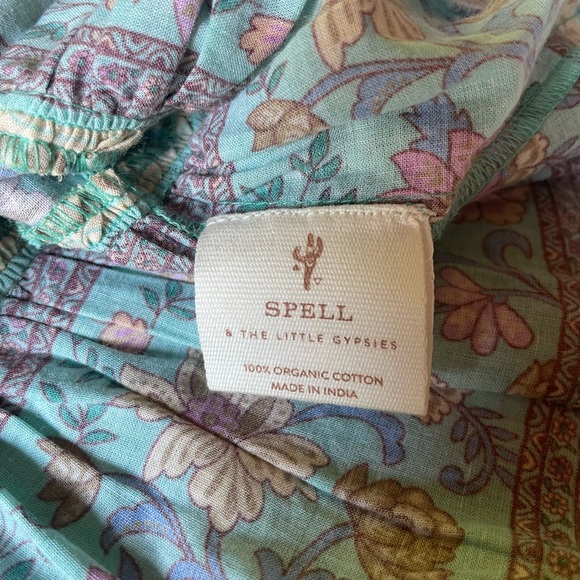 SPELL
& THE LITTLE GYPSIES
100% ORGANIC COTTON
MADE IN INDIA